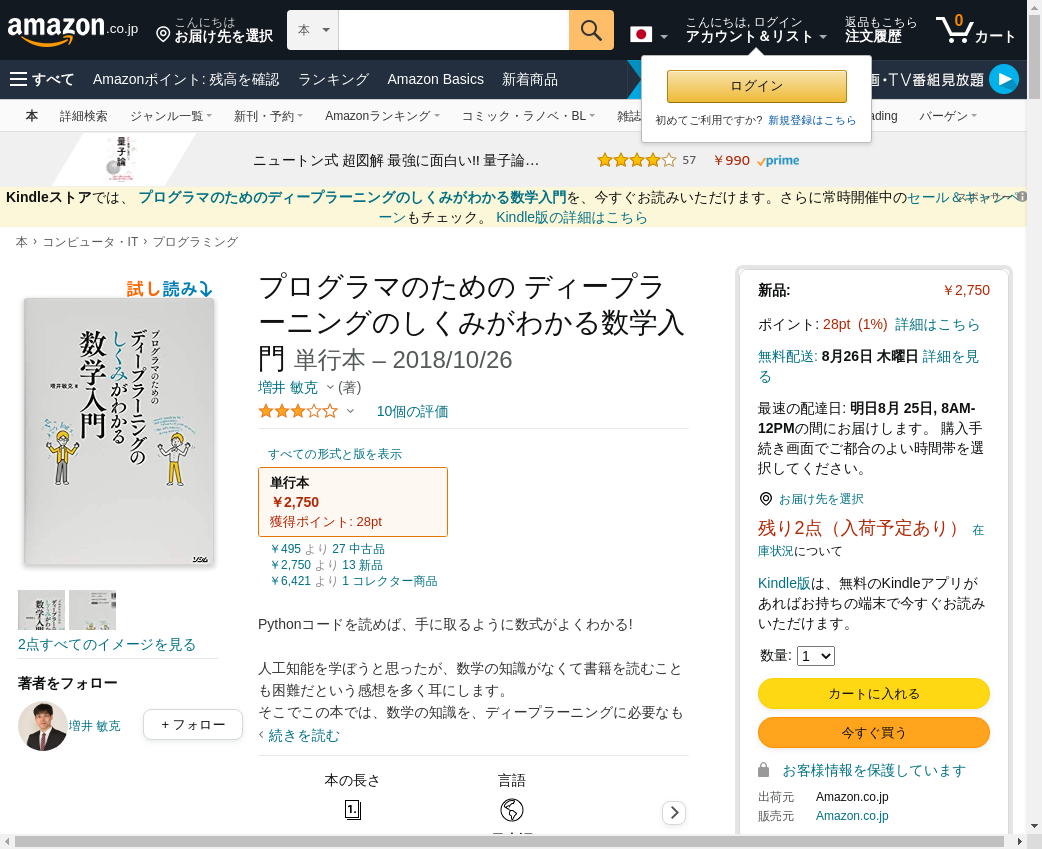 amazon.co.jp
こんにちは
お届け先を選択
本
こんにちは, ログイン
アカウント＆リスト
返品もこちら
注文履歴
0
カート
すべて
Amazonポイント: 残高を確認
ランキング
Amazon Basics
新着商品
画・TV番組見放題
ログイン
初めてご利用ですか? 新規登録はこちら
本
詳細検索
ジャンル一覧
新刊・予約
Amazonランキング
コミック・ラノベ・BL
雑誌
ading
バーゲン
量子論
ニュートン式 超図解 最強に面白い!! 量子論…
57
￥990
prime
Kindleストアでは、 プログラマのためのディープラーニングのしくみがわかる数学入門を、今すぐお読みいただけます。さらに常時開催中のセール＆キャンペ
ーンもチェック。 Kindle版の詳細はこちら
本 › コンピュータ・IT › プログラミング
試し読み
プログラマのための
ディープラーニングの
しくみがわかる
数学入門
増井敏克 著
ソシム
2点すべてのイメージを見る
著者をフォロー
増井 敏克
+ フォロー
プログラマのための ディープラ
ーニングのしくみがわかる数学入
門 単行本 – 2018/10/26
増井 敏克 (著)
10個の評価
すべての形式と版を表示
単行本
￥2,750
獲得ポイント: 28pt
￥495 より 27 中古品
￥2,750 より 13 新品
￥6,421 より 1 コレクター商品
Pythonコードを読めば、手に取るように数式がよくわかる!
人工知能を学ぼうと思ったが、数学の知識がなくて書籍を読むこと
も困難だという感想を多く耳にします。
そこでこの本では、数学の知識を、ディープラーニングに必要なも
続きを読む
本の長さ
言語
1.
新品:
￥2,750
ポイント: 28pt (1%) 詳細はこちら
無料配送: 8月26日 木曜日 詳細を見
る
最速の配達日: 明日8月 25日, 8AM-
12PMの間にお届けします。 購入手
続き画面でご都合のよい時間帯を選
択してください。
お届け先を選択
残り2点（入荷予定あり） 在
庫状況について
Kindle版は、無料のKindleアプリが
あればお持ちの端末で今すぐお読み
いただけます。
数量: 1
カートに入れる
今すぐ買う
お客様情報を保護しています
出荷元 Amazon.co.jp
販売元 Amazon.co.jp